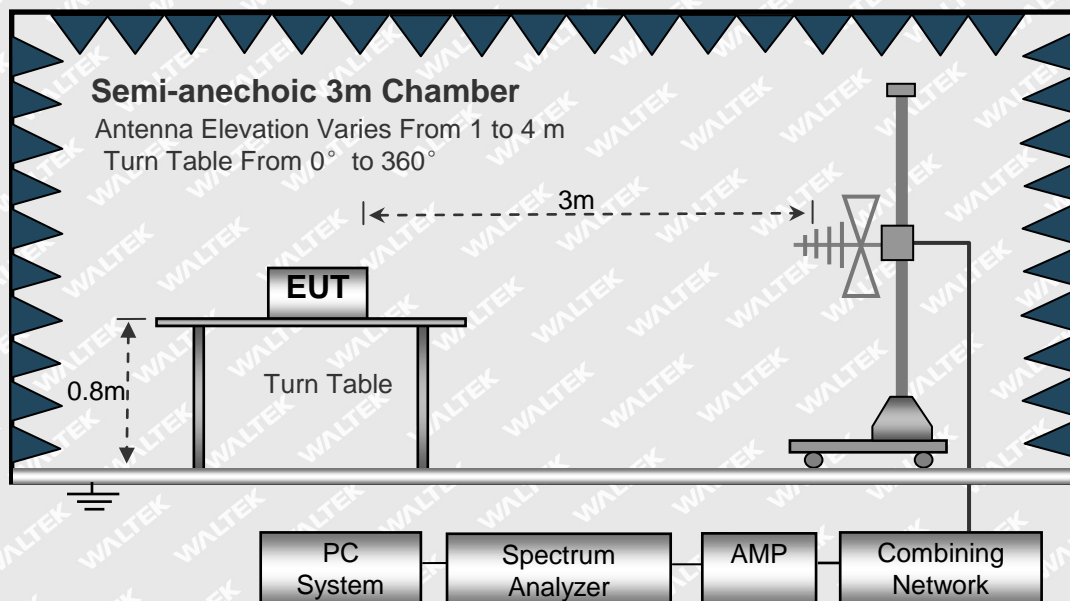 Semi-anechoic 3m Chamber
Antenna Elevation Varies From 1 to 4 m
Turn Table From 0° to 360°
3m
EUT
0.8m
Turn Table
PC
System
Spectrum
Analyzer
AMP
Combining
Network
WALTEK